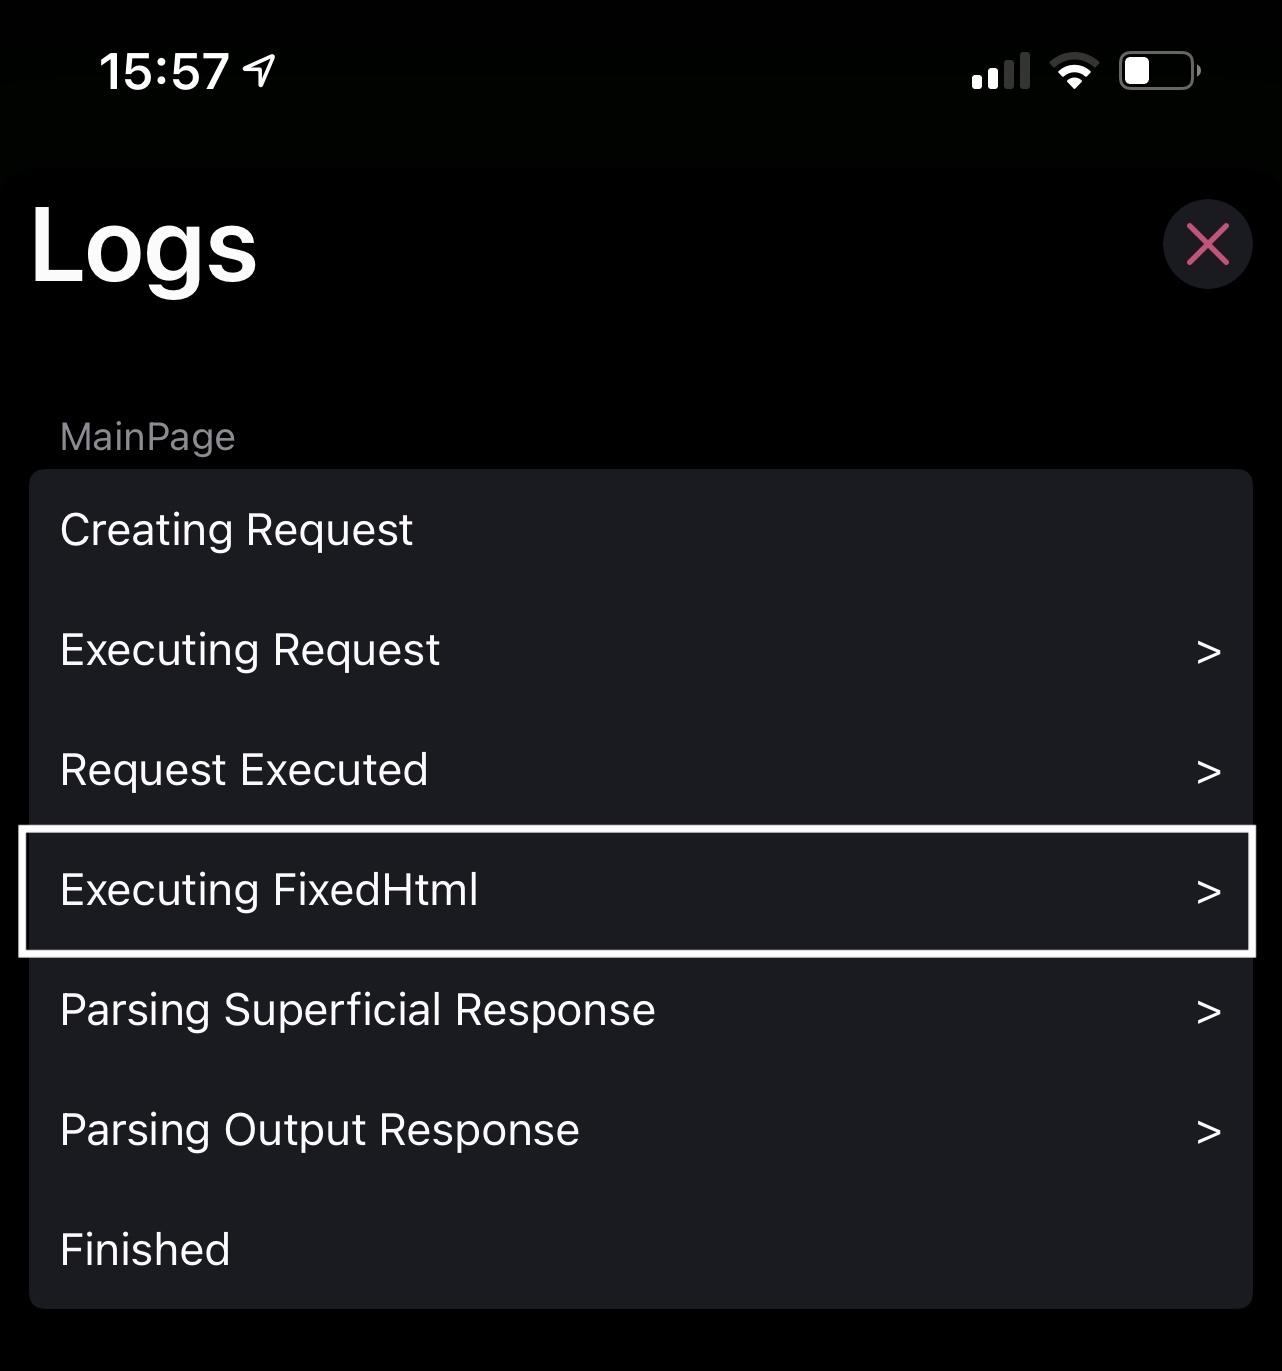 15:57
Logs
MainPage
Creating Request
Executing Request >
Request Executed >
Executing FixedHtml >
Parsing Superficial Response >
Parsing Output Response >
Finished